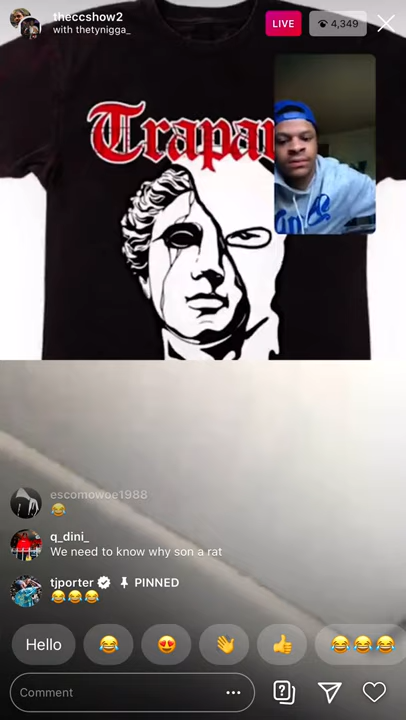 theccshow2
with thetynigga_
LIVE
4,349
escomowoe1988
😂
q_dini_
We need to know why son a rat
tjporter PINNED
😂😂😂
Hello
😂 😍 👋 👍 😂😂😂
Comment